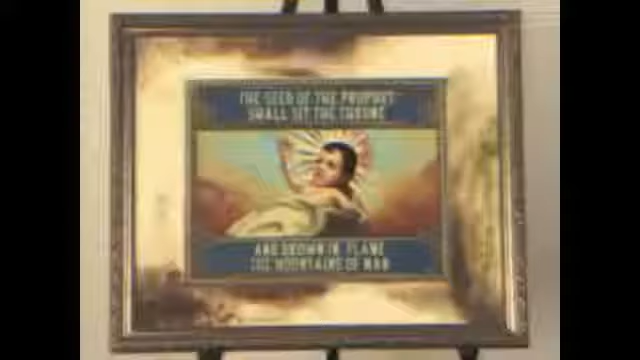 THE SEED OF THE PROPHET
SHALL SIT THE THRONE
AND DROWN IN FLAME
THE MOUNTAINS OF MAN